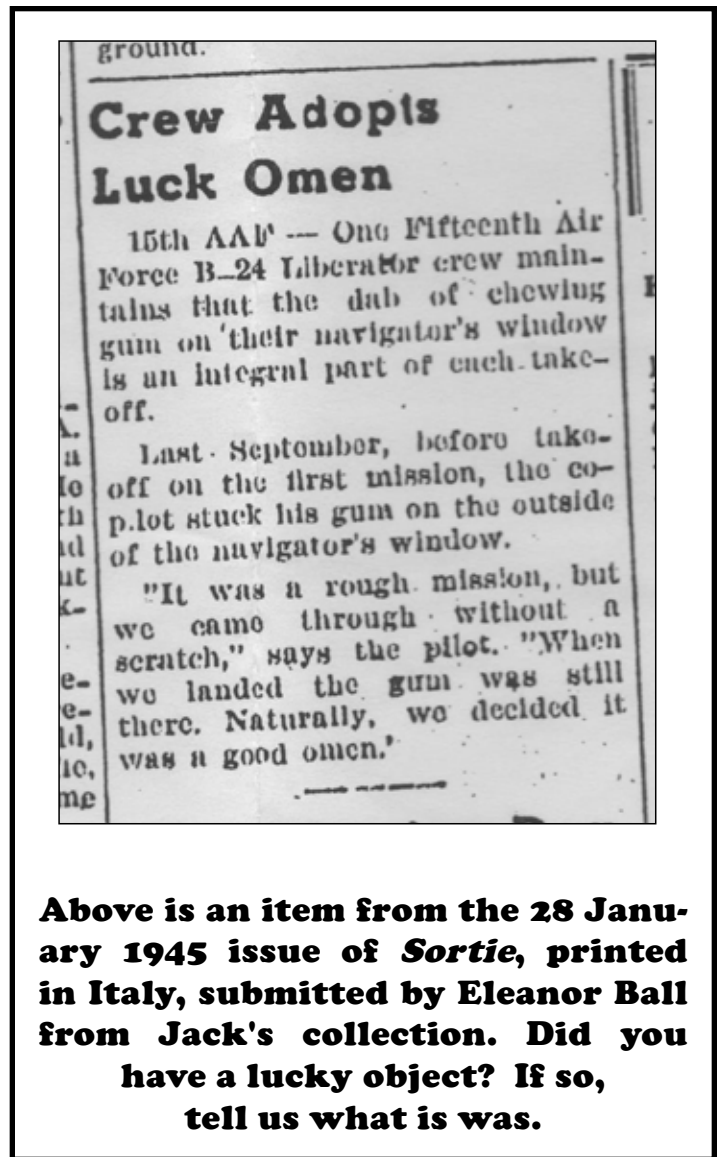 ground.
Crew Adopts
Luck Omen
15th AAF — One Fifteenth Air
Force B-24 Liberator crew main-
tains that the dab of chewing
gum on their navigator's window
is an integral part of each take-
off.
Last September, before take-
off on the first mission, the co-
p.lot stuck his gum on the outside
of the navigator's window.
"It was a rough mission, but
we came through without a
scratch," says the pilot. "When
we landed the gum was still
there. Naturally, we decided it
was a good omen.'
Above is an item from the 28 Janu-
ary 1945 issue of Sortie, printed
in Italy, submitted by Eleanor Ball
from Jack's collection. Did you
have a lucky object? If so,
tell us what is was.